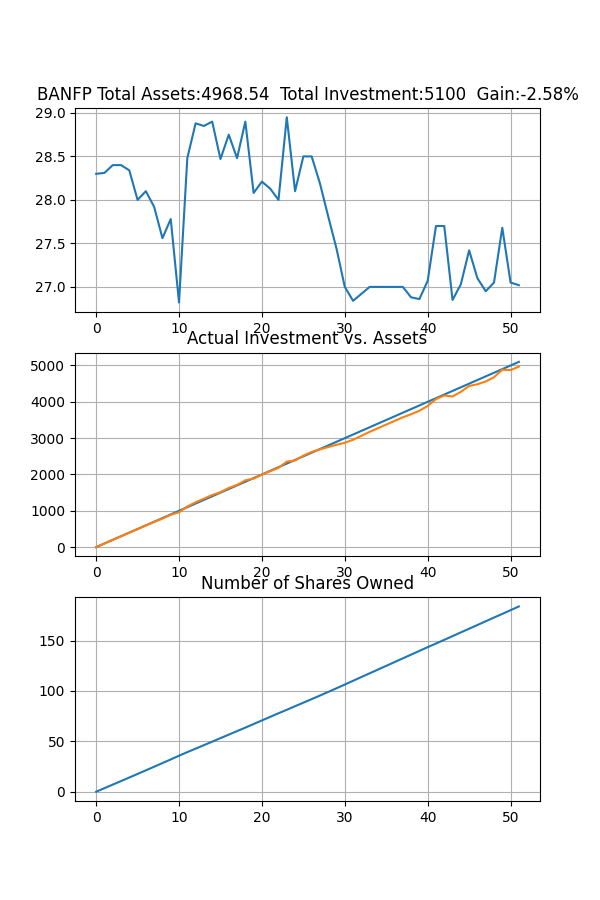 BANFP Total Assets:4968.54  Total Investment:5100  Gain:-2.58%
29.0
28.5
28.0
27.5
27.0
0 10 20 30 40 50
Actual Investment vs. Assets
5000
4000
3000
2000
1000
0
0 10 20 30 40 50
Number of Shares Owned
150
100
50
0
0 10 20 30 40 50